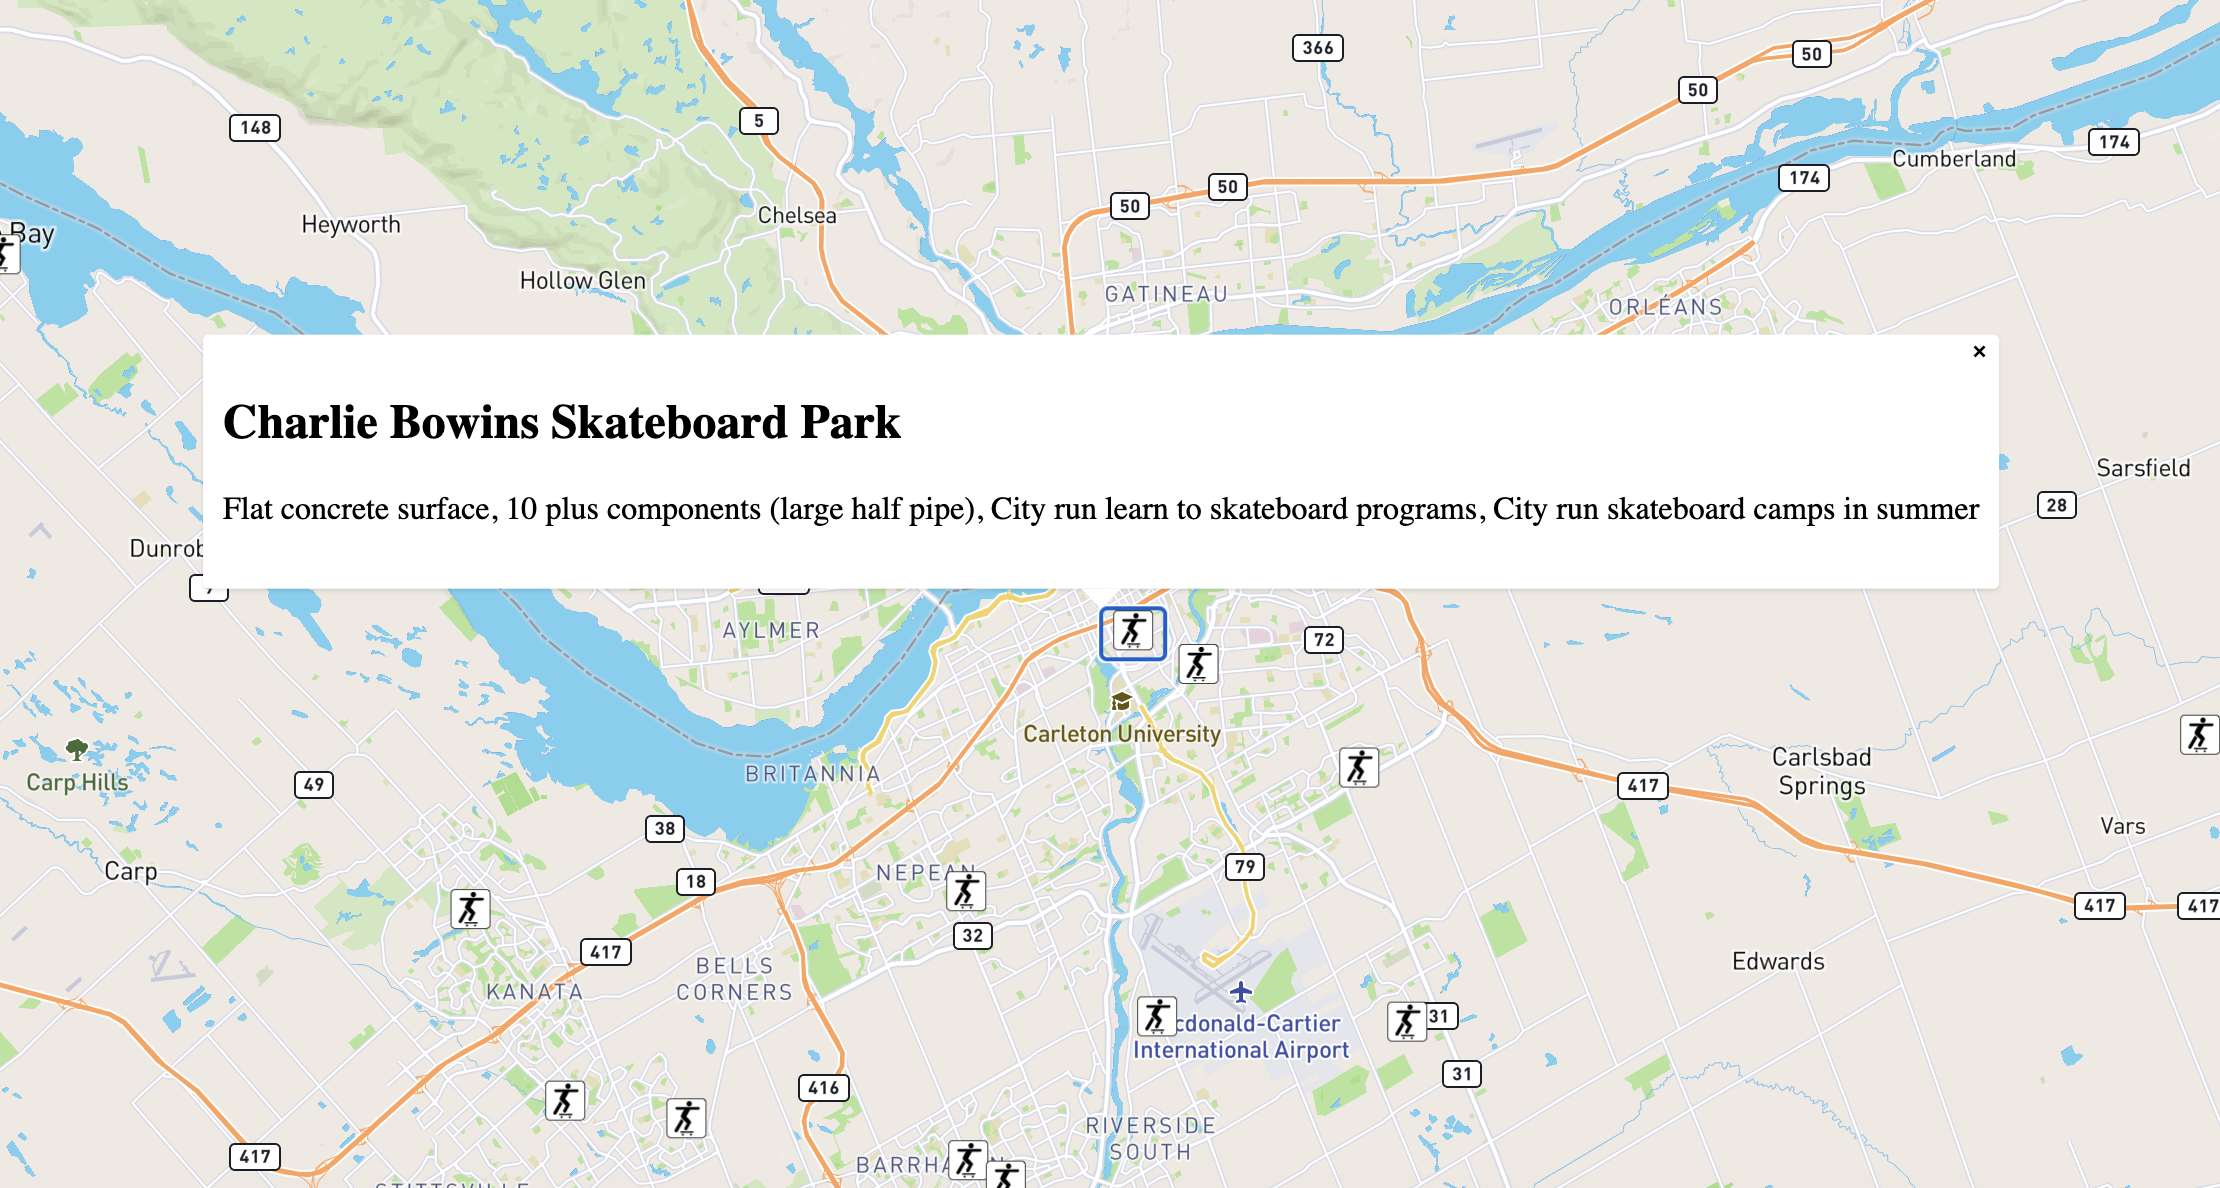 366
50
50
148
5
174
Cumberland
174
50
50
Bay
Heyworth
Chelsea
Hollow Glen
GATINEAU
ORLÉANS
×
Charlie Bowins Skateboard Park
Flat concrete surface, 10 plus components (large half pipe), City run learn to skateboard programs, City run skateboard camps in summer
Sarsfield
28
Dunrob
7
AYLMER
72
Carleton University
Carp Hills
49
BRITANNIA
Carlsbad
Springs
417
38
Vars
Carp
18
NEPEAN
79
417
417
32
417
BELLS
CORNERS
KANATA
Edwards
31
cdonald-Cartier
International Airport
31
416
RIVERSIDE
SOUTH
417
BARRHA
STITTSVILLE